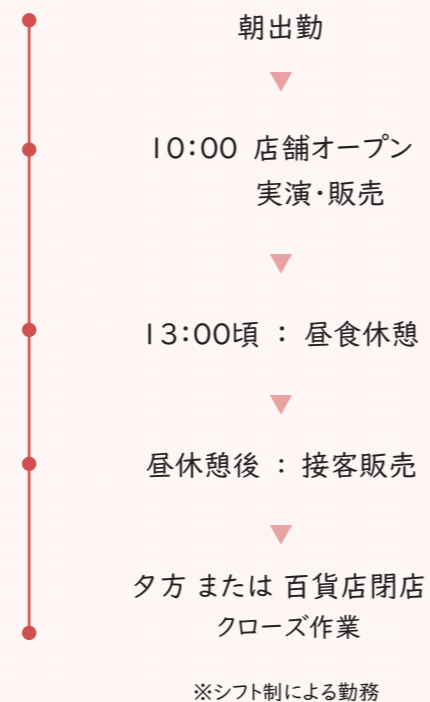 朝出勤
10:00 店舗オープン
実演・販売
13:00頃 : 昼食休憩
昼休憩後 : 接客販売
夕方 または 百貨店閉店
クローズ作業
※シフト制による勤務